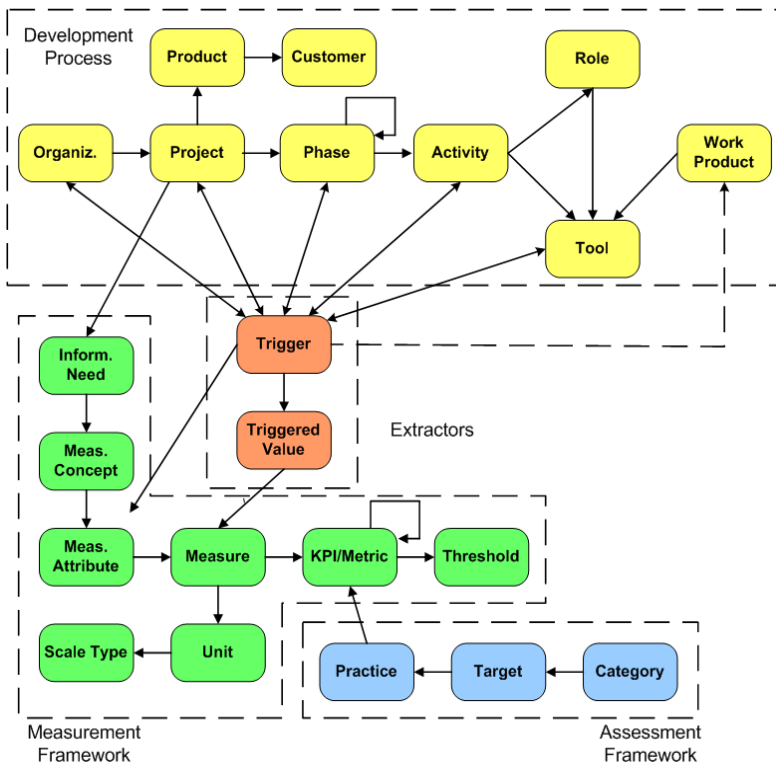 Development
Process
Product
Customer
Role
Organiz.
Project
Phase
Activity
Work
Product
Tool
Trigger
Inform.
Need
Triggered
Value
Extractors
Meas.
Concept
Meas.
Attribute
Measure
KPI/Metric
Threshold
Scale Type
Unit
Practice
Target
Category
Measurement
Framework
Assessment
Framework